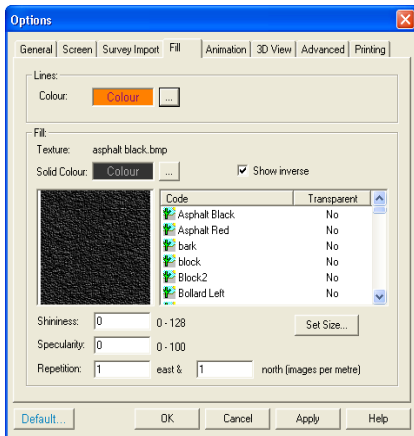 Options
General Screen Survey Import Fill Animation 3D View Advanced Printing
Lines:
Colour: Colour ...
Fill:
Texture: asphalt black.bmp
Solid Colour: Colour ... Show inverse
Code Transparent
Asphalt Black No
Asphalt Red No
bark No
block No
Block2 No
Bollard Left No
Shininess: 0 0 - 128 Set Size...
Specularity: 0 0 - 100
Repetition: 1 east & 1 north (images per metre)
Default... OK Cancel Apply Help